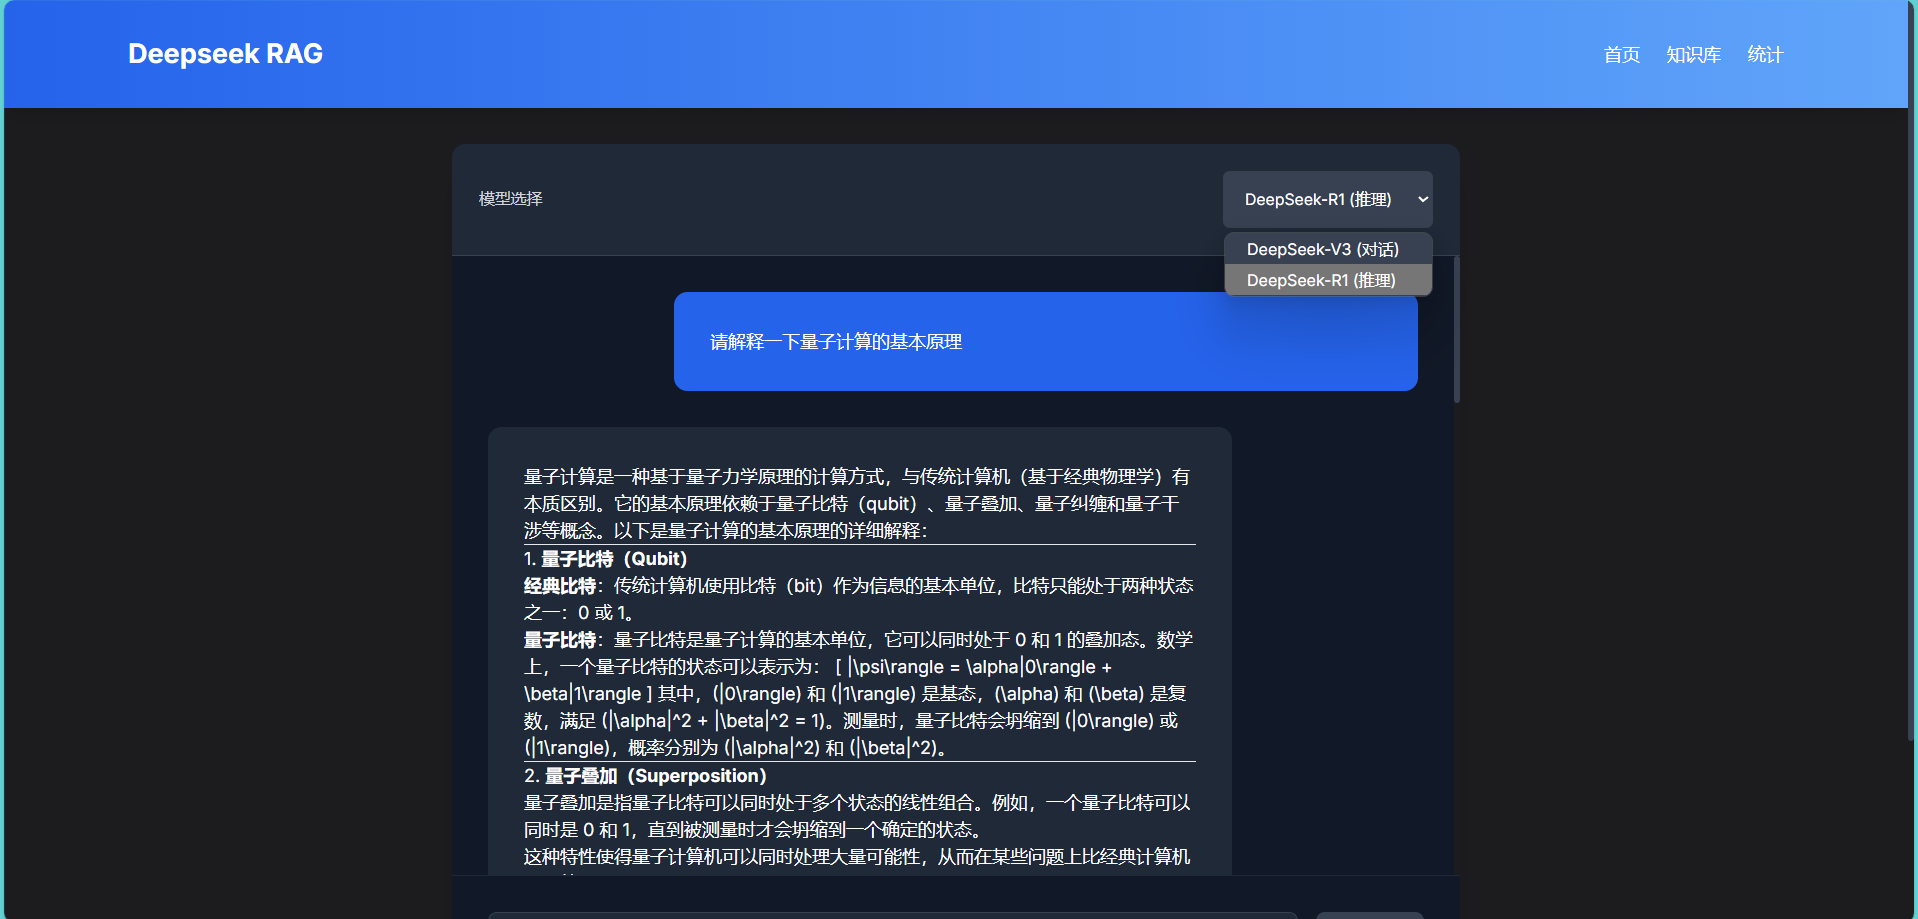 Deepseek RAG
首页 知识库 统计
模型选择
DeepSeek-R1 (推理)
DeepSeek-V3 (对话)
DeepSeek-R1 (推理)
请解释一下量子计算的基本原理
量子计算是一种基于量子力学原理的计算方式，与传统计算机（基于经典物理学）有
本质区别。它的基本原理依赖于量子比特（qubit）、量子叠加、量子纠缠和量子干
涉等概念。以下是量子计算的基本原理的详细解释：
1. 量子比特（Qubit）
经典比特：传统计算机使用比特（bit）作为信息的基本单位，比特只能处于两种状态
之一：0 或 1。
量子比特：量子比特是量子计算的基本单位，它可以同时处于 0 和 1 的叠加态。数学
上，一个量子比特的状态可以表示为： [ |\psi\rangle = \alpha|0\rangle +
\beta|1\rangle ] 其中，(|0\rangle) 和 (|1\rangle) 是基态，(\alpha) 和 (\beta) 是复
数，满足 (|\alpha|^2 + |\beta|^2 = 1)。测量时，量子比特会坍缩到 (|0\rangle) 或
(|1\rangle)，概率分别为 (|\alpha|^2) 和 (|\beta|^2)。
2. 量子叠加（Superposition）
量子叠加是指量子比特可以同时处于多个状态的线性组合。例如，一个量子比特可以
同时是 0 和 1，直到被测量时才会坍缩到一个确定的状态。
这种特性使得量子计算机可以同时处理大量可能性，从而在某些问题上比经典计算机